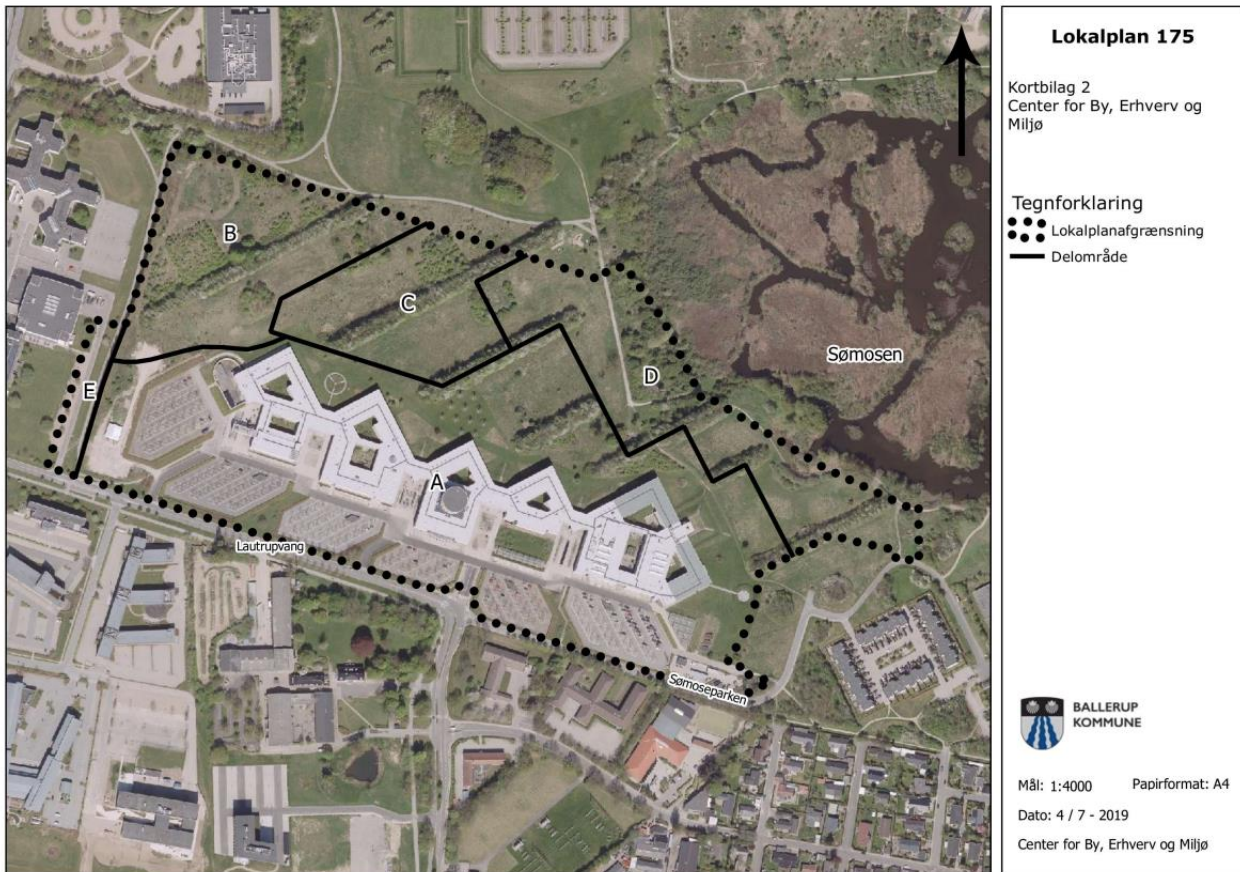 B
C
E
D
Sømosen
A
Lautrupvang
Sømoseparken
Lokalplan 175
Kortbilag 2
Center for By, Erhverv og
Miljø
Tegnforklaring
Lokalplanafgrænsning
Delområde
BALLERUP
KOMMUNE
Mål: 1:4000 Papirformat: A4
Dato: 4 / 7 - 2019
Center for By, Erhverv og Miljø